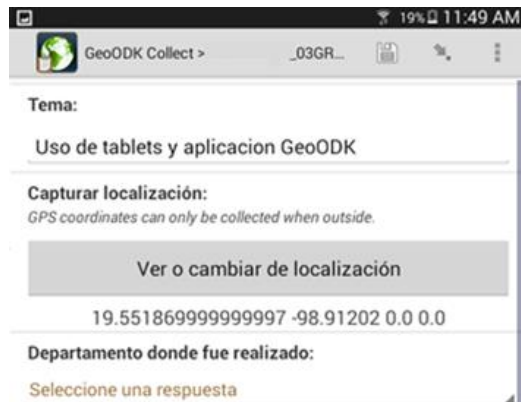 19% 11:49 AM
GeoODK Collect > _03GR...
Tema:
Uso de tablets y aplicacion GeoODK
Capturar localización:
GPS coordinates can only be collected when outside.
Ver o cambiar de localización
19.551869999999997 -98.91202 0.0 0.0
Departamento donde fue realizado:
Seleccione una respuesta